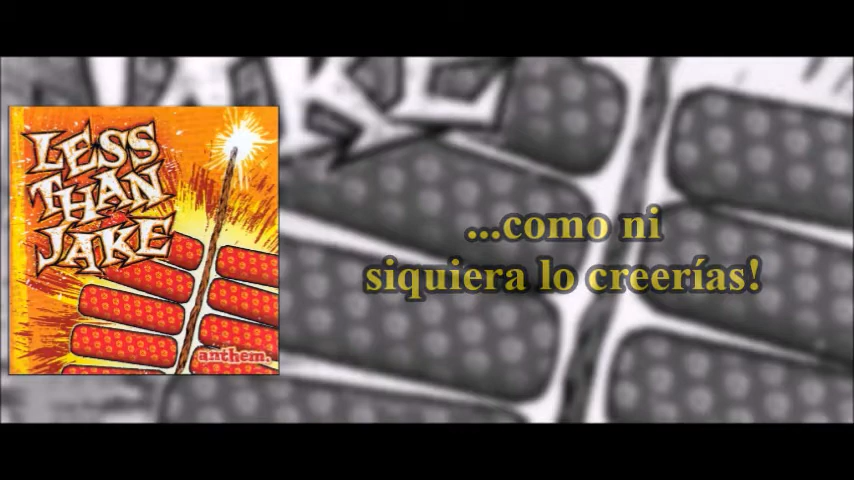 LESS
THAN
JAKE
anthem.
...como ni
siquiera lo creerías!